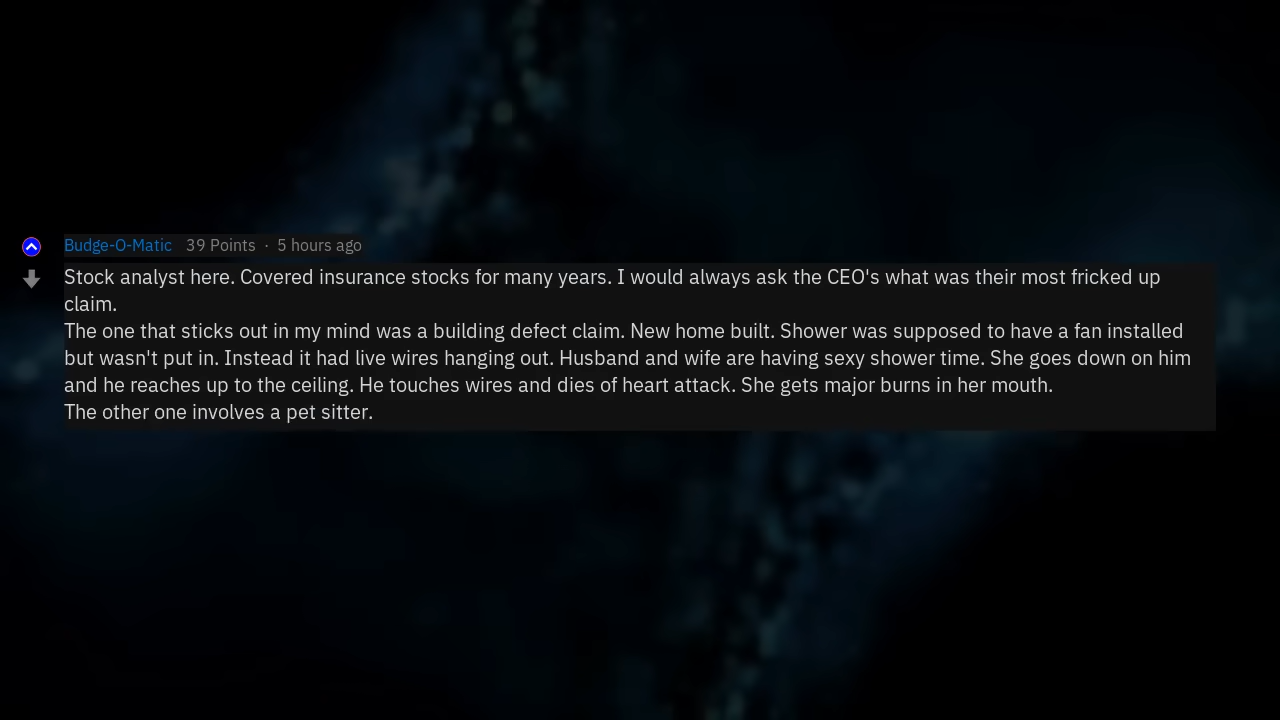 Budge-O-Matic 39 Points · 5 hours ago
Stock analyst here. Covered insurance stocks for many years. I would always ask the CEO's what was their most fricked up
claim.
The one that sticks out in my mind was a building defect claim. New home built. Shower was supposed to have a fan installed
but wasn't put in. Instead it had live wires hanging out. Husband and wife are having sexy shower time. She goes down on him
and he reaches up to the ceiling. He touches wires and dies of heart attack. She gets major burns in her mouth.
The other one involves a pet sitter.